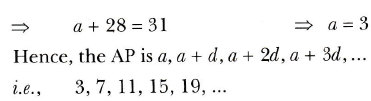 ⇒ a + 28 = 31 ⇒ a = 3
Hence, the AP is a, a + d, a + 2d, a + 3d, ...
i.e., 3, 7, 11, 15, 19, ...